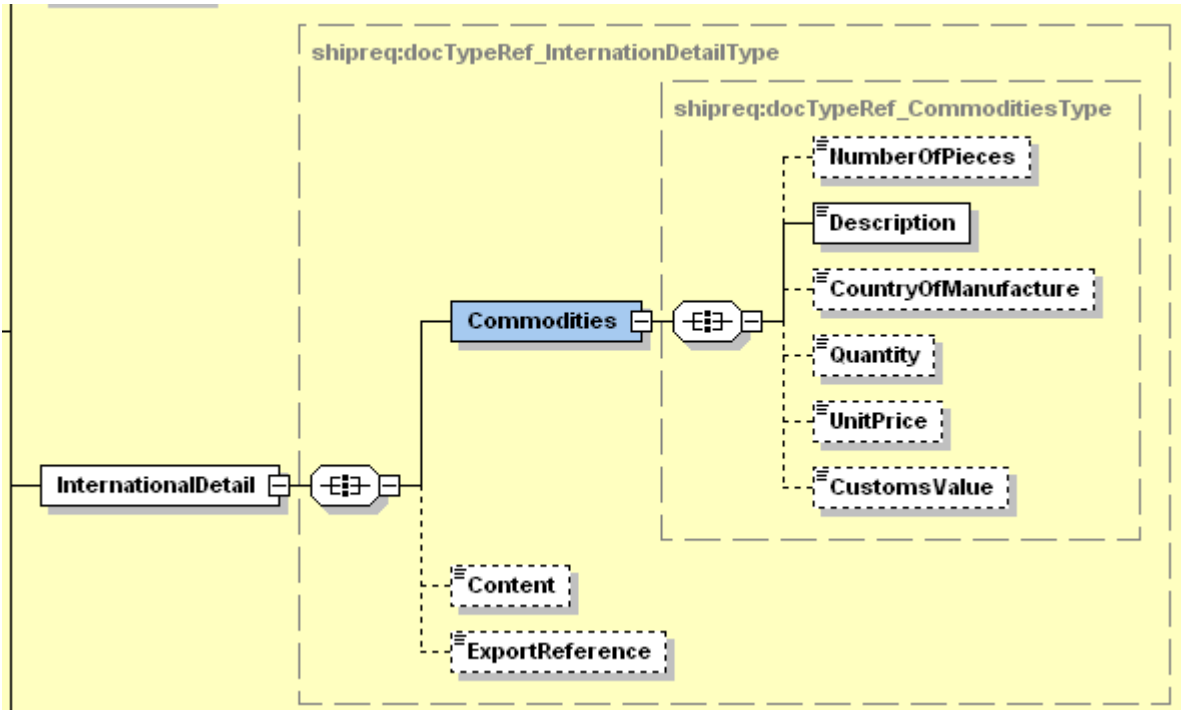 shipreq:docTypeRef_InternationDetailType
shipreq:docTypeRef_CommoditiesType
NumberOfPieces
Description
CountryOfManufacture
Commodities
Quantity
UnitPrice
InternationalDetail
CustomsValue
Content
ExportReference